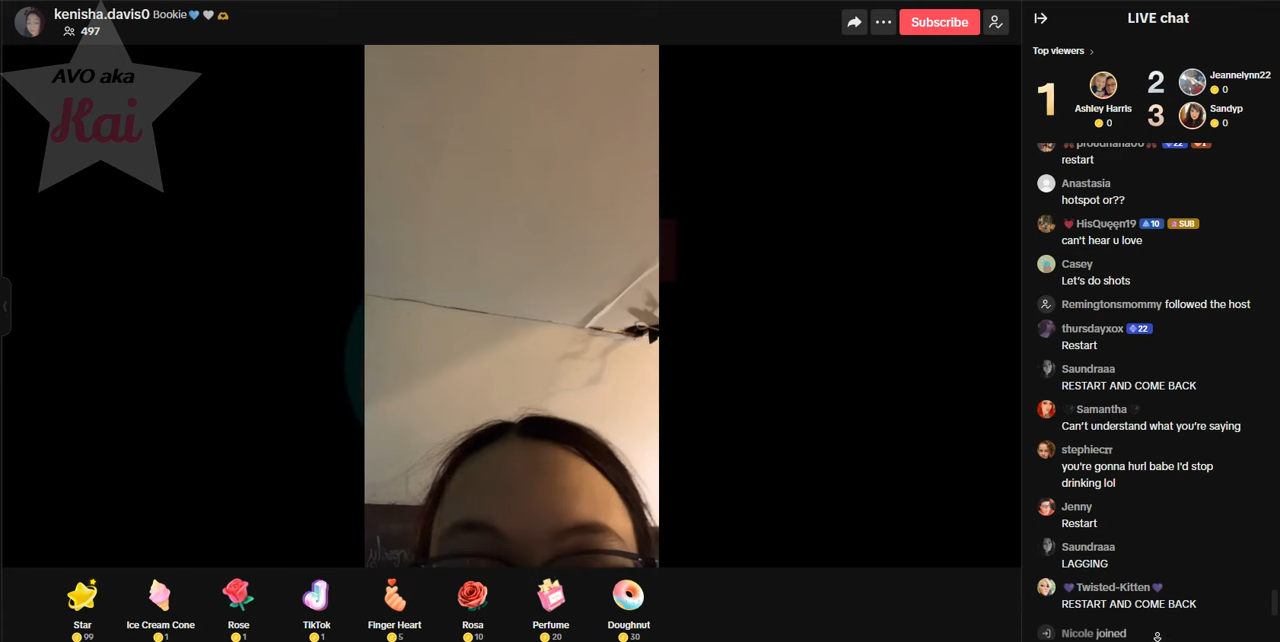 kenisha.davis0 Bookie
497
Subscribe
LIVE chat
AVO aka
Kai
Top viewers
1
Ashley Harris
0
2
Jeannelynn22
0
3
Sandyp
0
22
restart
Anastasia
hotspot or??
HisQueen19 10 SUB
can't hear u love
Casey
Let's do shots
Remingtonsmommy followed the host
thursdayxox 22
Restart
Saundraaa
RESTART AND COME BACK
Samantha
Can't understand what you're saying
stephiecrr
you're gonna hurl babe I'd stop
drinking lol
Jenny
Restart
Saundraaa
LAGGING
Twisted-Kitten
RESTART AND COME BACK
Nicole joined
Star
99
Ice Cream Cone
1
Rose
1
TikTok
1
Finger Heart
5
Rosa
10
Perfume
20
Doughnut
30